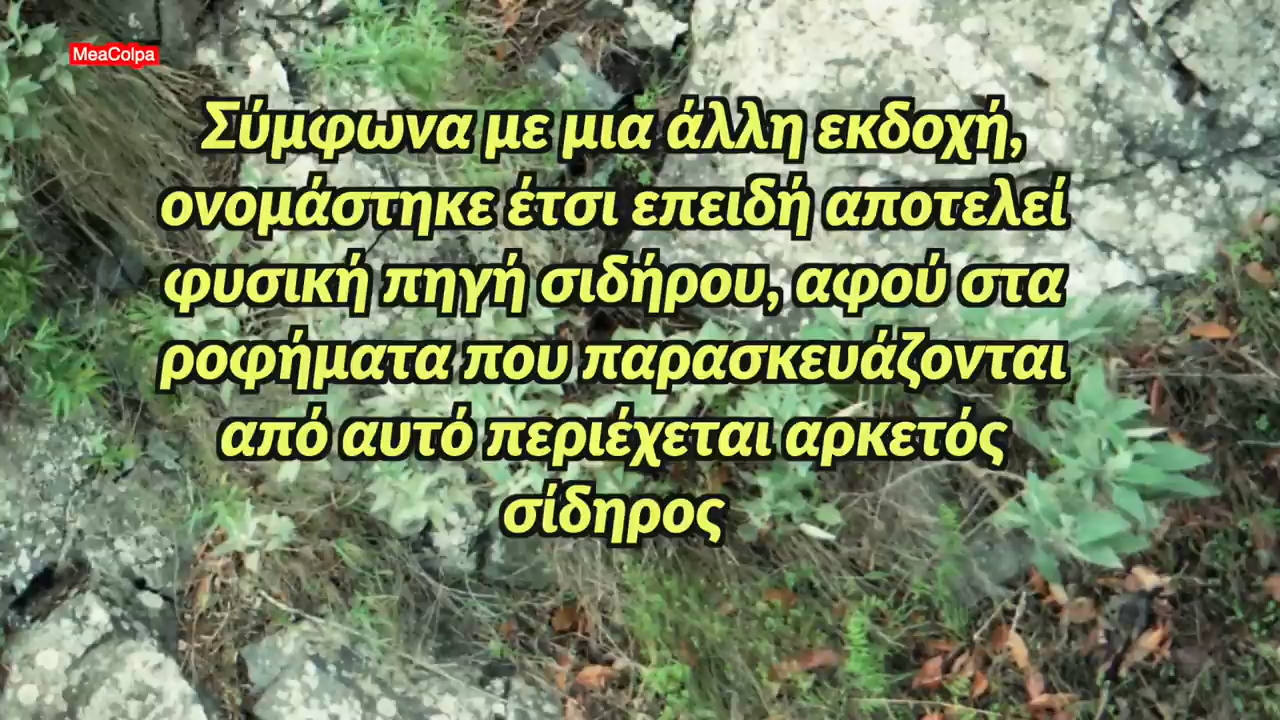 MeaColpa
Σύμφωνα με μια άλλη εκδοχή,
ονομάστηκε έτσι επειδή αποτελεί
φυσική πηγή σιδήρου, αφού στα
ροφήματα που παρασκευάζονται
από αυτό περιέχεται αρκετός
σίδηρος